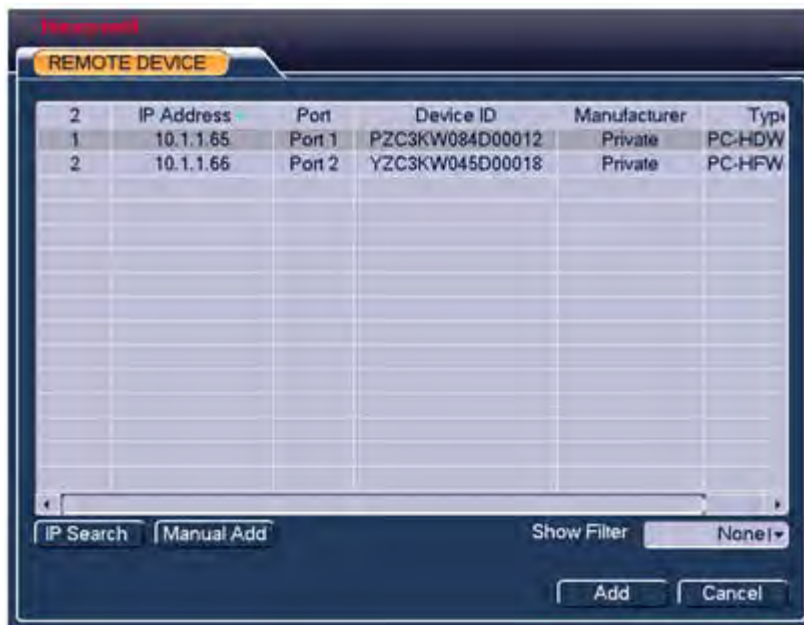 Honeywell
REMOTE DEVICE
2 IP Address Port Device ID Manufacturer Type
1 10.1.1.65 Port 1 PZC3KW084D00012 Private PC-HDW
2 10.1.1.66 Port 2 YZC3KW045D00018 Private PC-HFW
IP Search Manual Add Show Filter None
Add Cancel